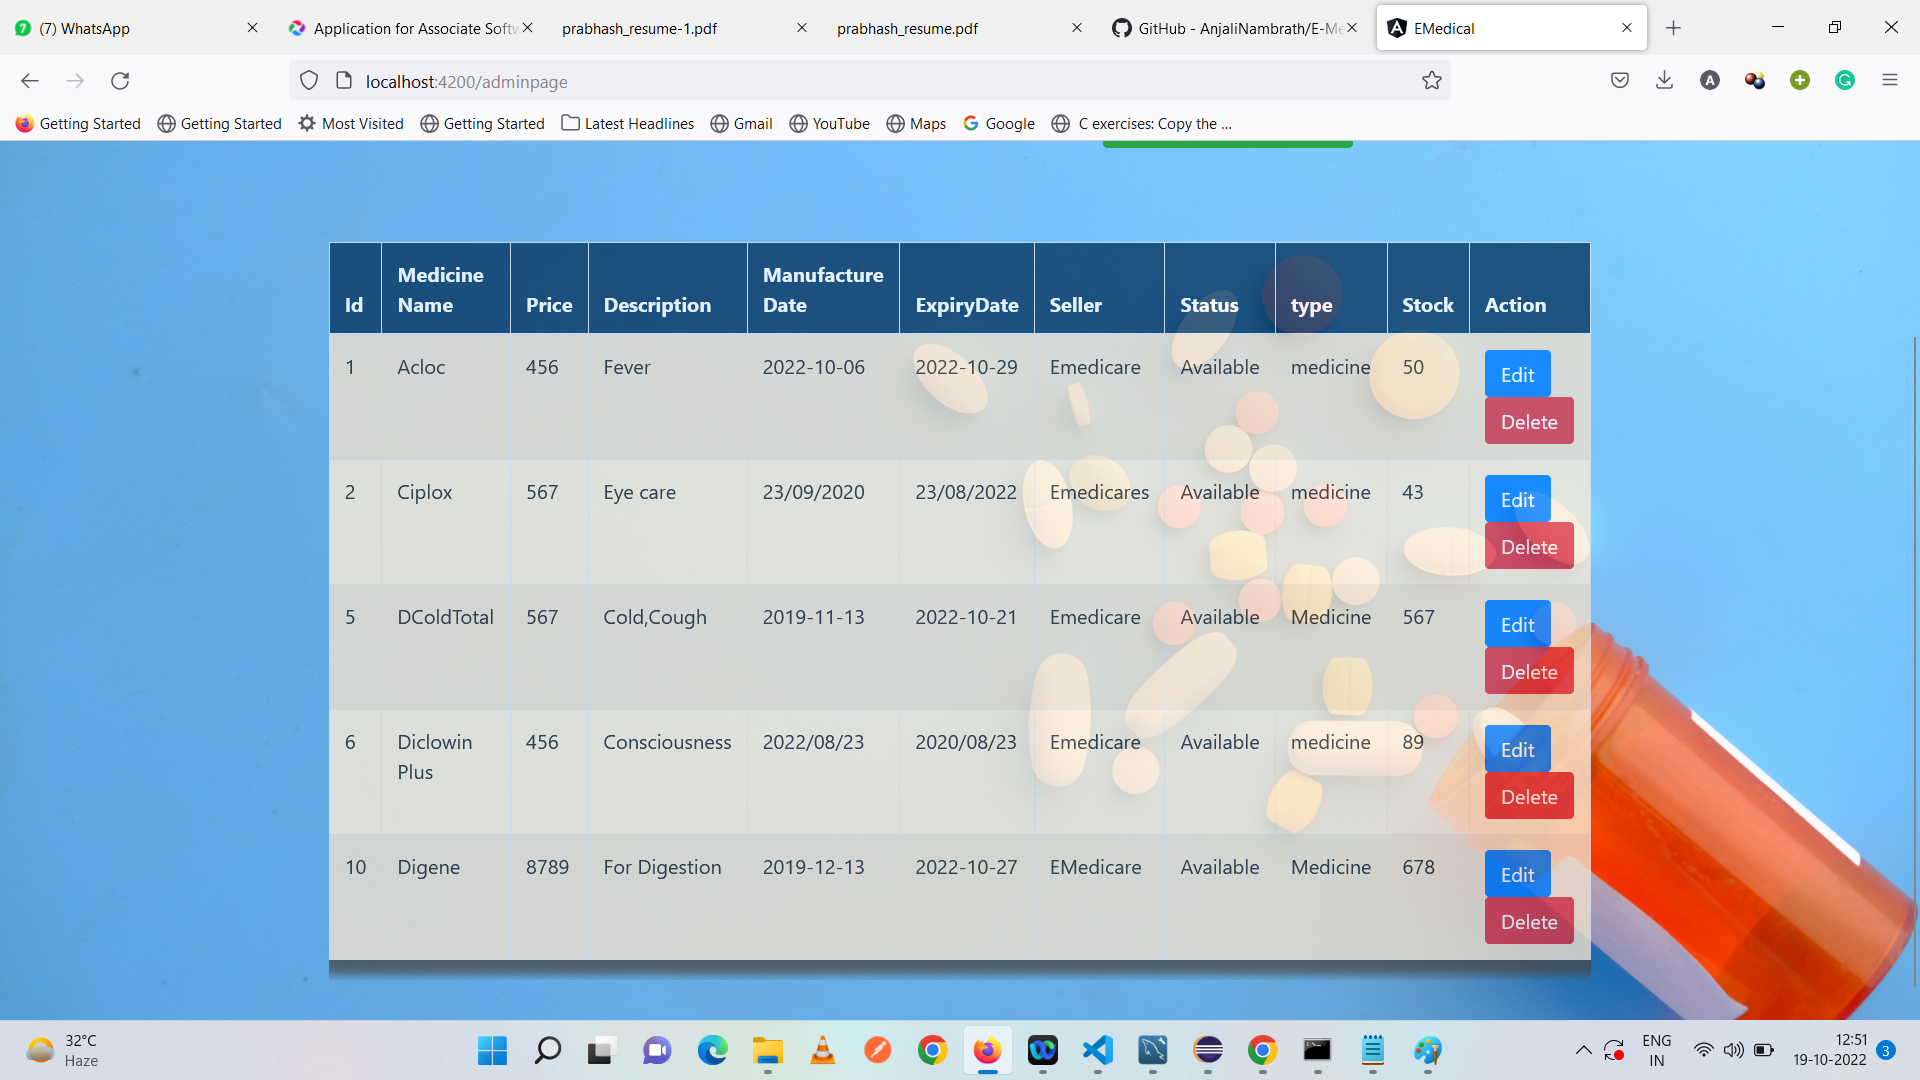 (7) WhatsApp
Application for Associate Softw
prabhash_resume-1.pdf
prabhash_resume.pdf
GitHub - AnjaliNambrath/E-Me
EMedical
localhost:4200/adminpage
Getting Started
Getting Started
Most Visited
Getting Started
Latest Headlines
Gmail
YouTube
Maps
Google
C exercises: Copy the ...
Id
Medicine
Name
Price
Description
Manufacture
Date
ExpiryDate
Seller
Status
type
Stock
Action
1 Acloc 456 Fever 2022-10-06 2022-10-29 Emedicare Available medicine 50
Edit
Delete
2 Ciplox 567 Eye care 23/09/2020 23/08/2022 Emedicares Available medicine 43
Edit
Delete
5 DColdTotal 567 Cold,Cough 2019-11-13 2022-10-21 Emedicare Available Medicine 567
Edit
Delete
6 Diclowin 456 Consciousness 2022/08/23 2020/08/23 Emedicare Available medicine 89
Plus
Edit
Delete
10 Digene 8789 For Digestion 2019-12-13 2022-10-27 EMedicare Available Medicine 678
Edit
Delete
32°C
Haze
ENG
IN
12:51
19-10-2022
3